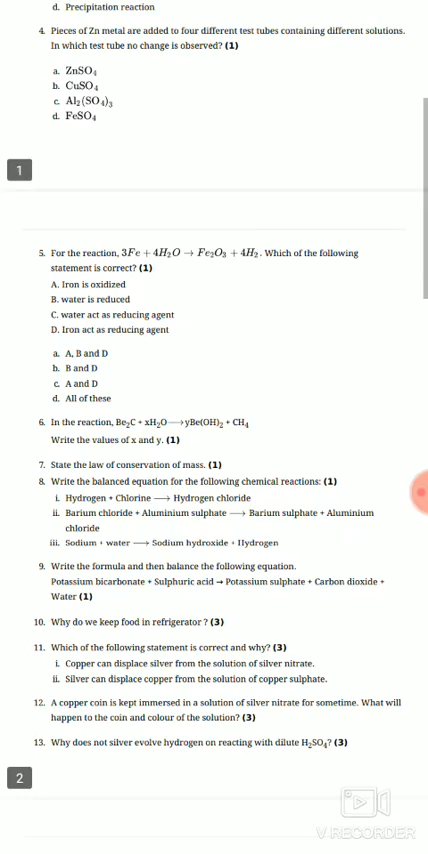 d. Precipitation reaction
4. Pieces of Zn metal are added to four different test tubes containing different solutions.
In which test tube no change is observed? (1)
a. ZnSO₄
b. CuSO₄
c. Al₂(SO₄)₃
d. FeSO₄
1
5. For the reaction, 3Fe + 4H₂O → Fe₂O₃ + 4H₂. Which of the following
statement is correct? (1)
A. Iron is oxidized
B. water is reduced
C. water act as reducing agent
D. Iron act as reducing agent
a. A, B and D
b. B and D
c. A and D
d. All of these
6. In the reaction, Be₂C + xH₂O ⟶ yBe(OH)₂ + CH₄
Write the values of x and y. (1)
7. State the law of conservation of mass. (1)
8. Write the balanced equation for the following chemical reactions: (1)
i. Hydrogen + Chlorine ⟶ Hydrogen chloride
ii. Barium chloride + Aluminium sulphate ⟶ Barium sulphate + Aluminium
chloride
iii. Sodium + water ⟶ Sodium hydroxide + Hydrogen
9. Write the formula and then balance the following equation.
Potassium bicarbonate + Sulphuric acid → Potassium sulphate + Carbon dioxide +
Water (1)
10. Why do we keep food in refrigerator ? (3)
11. Which of the following statement is correct and why? (3)
i. Copper can displace silver from the solution of silver nitrate.
ii. Silver can displace copper from the solution of copper sulphate.
12. A copper coin is kept immersed in a solution of silver nitrate for sometime. What will
happen to the coin and colour of the solution? (3)
13. Why does not silver evolve hydrogen on reacting with dilute H₂SO₄? (3)
2
V RECORDER